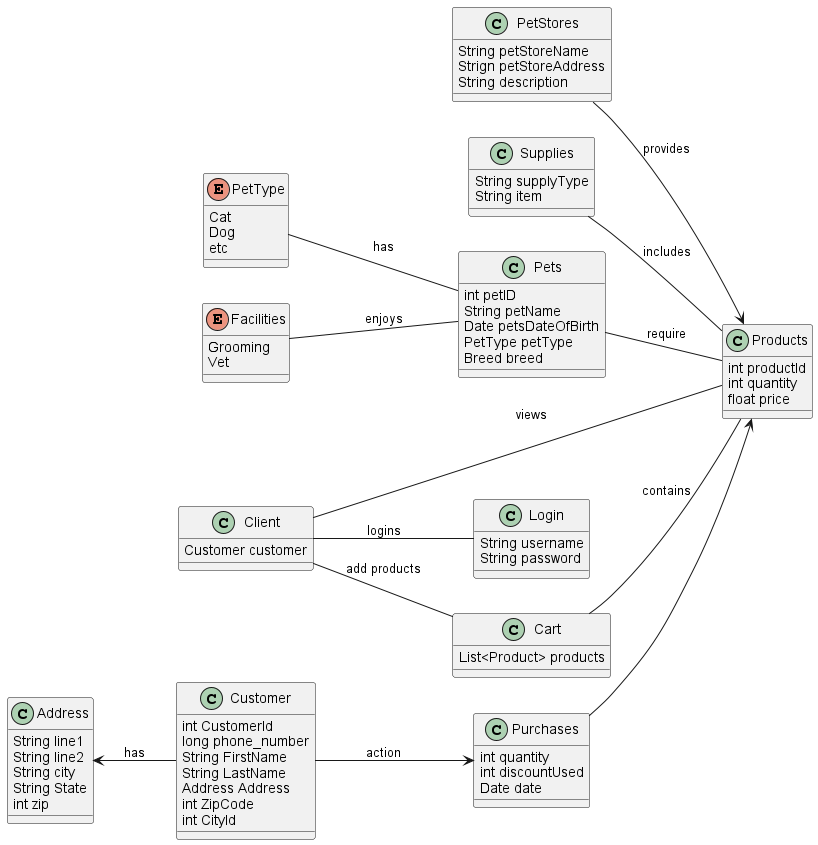 C PetStores
String petStoreName
Strign petStoreAddress
String description
provides
C Supplies
String supplyType
String item
includes
E PetType
Cat
Dog
etc
has
E Facilities
Grooming
Vet
enjoys
C Pets
int petID
String petName
Date petsDateOfBirth
PetType petType
Breed breed
require
C Products
int productId
int quantity
float price
views
C Client
Customer customer
logins
C Login
String username
String password
contains
add products
C Cart
List<Product> products
C Address
String line1
String line2
String city
String State
int zip
has
C Customer
int CustomerId
long phone_number
String FirstName
String LastName
Address Address
int ZipCode
int CityId
action
C Purchases
int quantity
int discountUsed
Date date